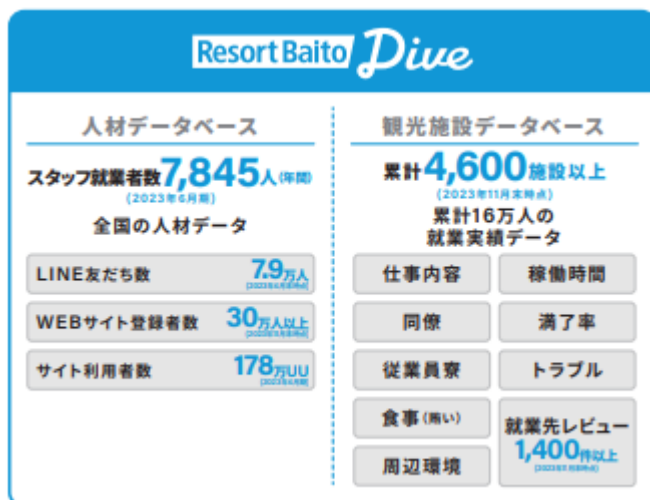 Resort Baito Dive
人材データベース
スタッフ就業者数7,845人(年間)
(2023年6月期)
全国の人材データ
LINE友だち数 7.9万人
WEBサイト登録者数 30万人以上
サイト利用者数 178万UU
(2023年6月期)
観光施設データベース
累計4,600施設以上
(2023年11月末時点)
累計16万人の
就業実績データ
仕事内容 稼働時間
同僚 満了率
従業員寮 トラブル
食事(賄い)
周辺環境
就業先レビュー
1,400件以上